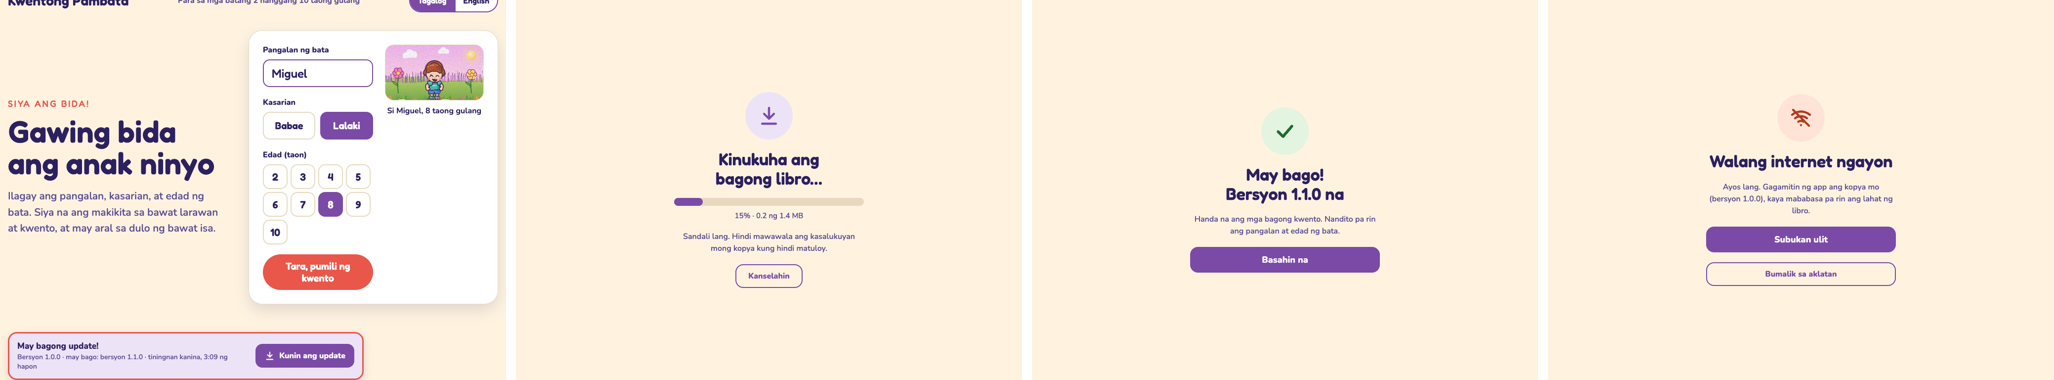 Kwentong Pambata
Para sa mga batang 2 hanggang 10 taong gulang
Tagalog
English
SIYA ANG BIDA!
Gawing bida
ang anak ninyo
Ilagay ang pangalan, kasarian, at edad ng
bata. Siya na ang makikita sa bawat larawan
at kwento, at may aral sa dulo ng bawat isa.
Pangalan ng bata
Miguel
Kasarian
Babae
Lalaki
Edad (taon)
2 3 4 5
6 7 8 9
10
Tara, pumili ng
kwento
Si Miguel, 8 taong gulang
May bagong update!
Bersyon 1.0.0 · may bago: bersyon 1.1.0 · tiningnan kanina, 3:09 ng
hapon
Kunin ang update
Kinukuha ang
bagong libro...
15% · 0.2 ng 1.4 MB
Sandali lang. Hindi mawawala ang kasalukuyan
mong kopya kung hindi matuloy.
Kanselahin
May bago!
Bersyon 1.1.0 na
Handa na ang mga bagong kwento. Nandito pa rin
ang pangalan at edad ng bata.
Basahin na
Walang internet ngayon
Ayos lang. Gagamitin ng app ang kopya mo
(bersyon 1.0.0), kaya mababasa pa rin ang lahat ng
libro.
Subukan ulit
Bumalik sa aklatan